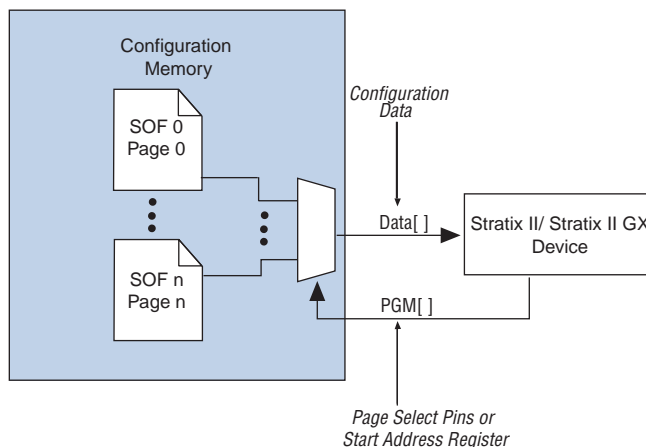 Configuration
Memory
SOF 0
Page 0
SOF n
Page n
Configuration
Data
Data[ ]
Stratix II/ Stratix II GX
Device
PGM[ ]
Page Select Pins or
Start Address Register